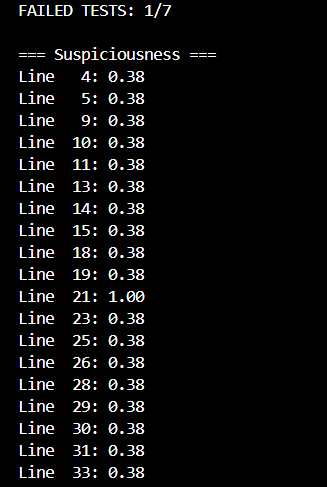 FAILED TESTS: 1/7

=== Suspiciousness ===
Line   4: 0.38
Line   5: 0.38
Line   9: 0.38
Line  10: 0.38
Line  11: 0.38
Line  13: 0.38
Line  14: 0.38
Line  15: 0.38
Line  18: 0.38
Line  19: 0.38
Line  21: 1.00
Line  23: 0.38
Line  25: 0.38
Line  26: 0.38
Line  28: 0.38
Line  29: 0.38
Line  30: 0.38
Line  31: 0.38
Line  33: 0.38